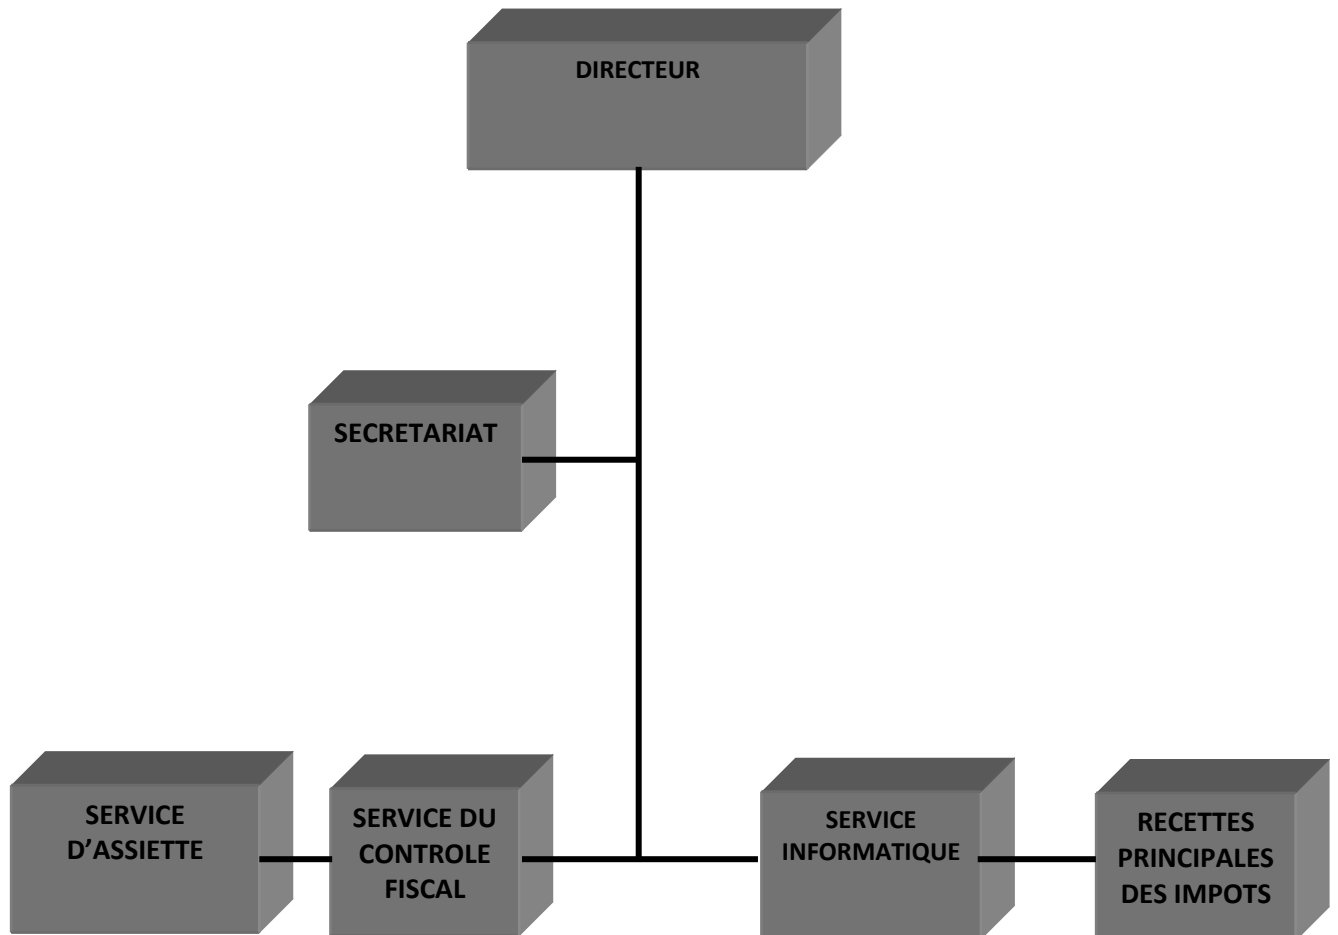 DIRECTEUR
SECRETARIAT
SERVICE
D’ASSIETTE
SERVICE DU
CONTROLE
FISCAL
SERVICE
INFORMATIQUE
RECETTES
PRINCIPALES
DES IMPOTS